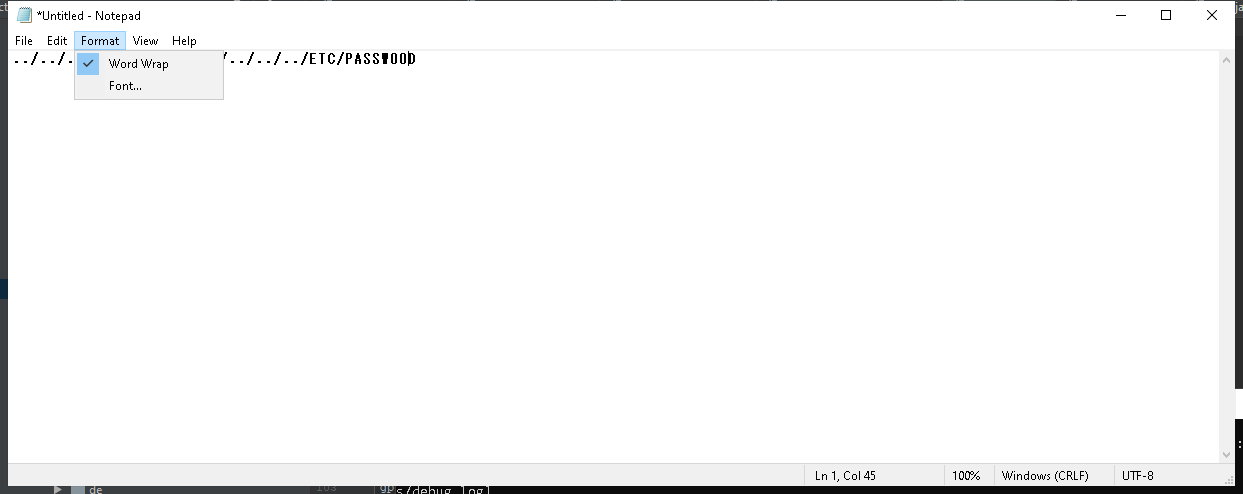 *Untitled - Notepad
File Edit Format View Help
../../. /../../../ETC/PASSWOOD
Word Wrap
Font...
Ln 1, Col 45 100% Windows (CRLF) UTF-8
de 103 s/debug.log]